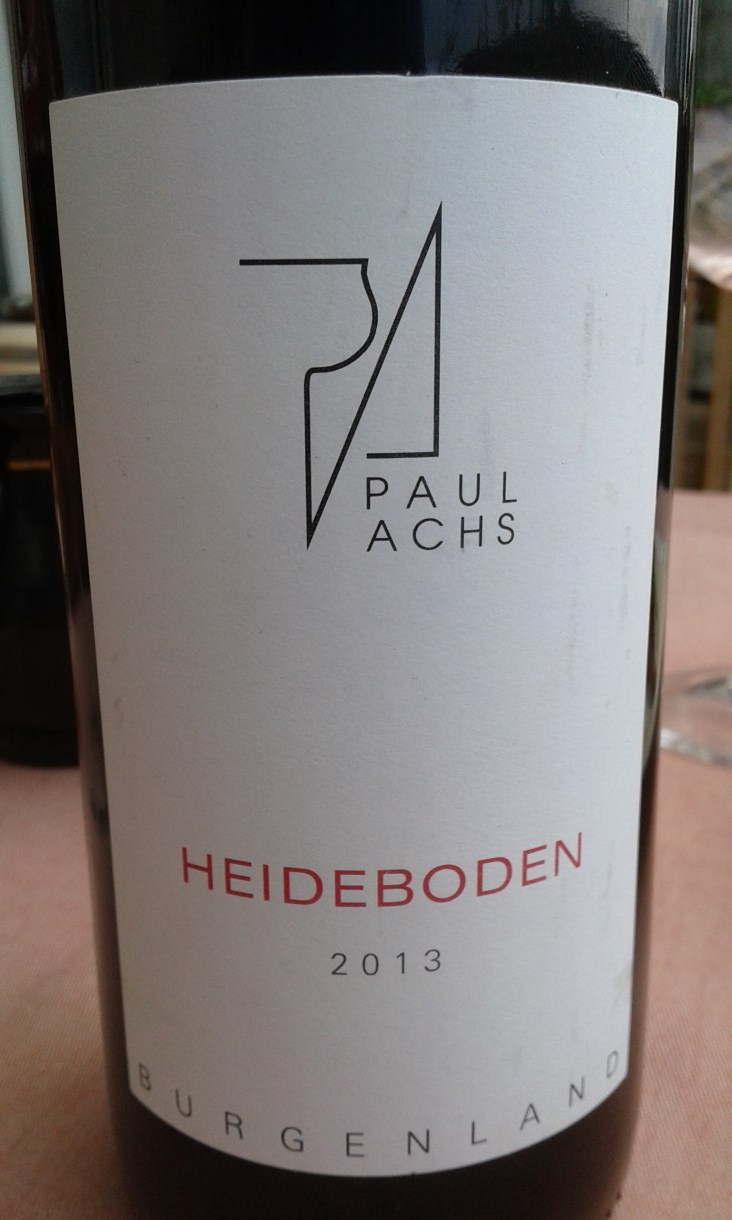 PAUL
ACHS
HEIDEBODEN
2013
BURGENLAND